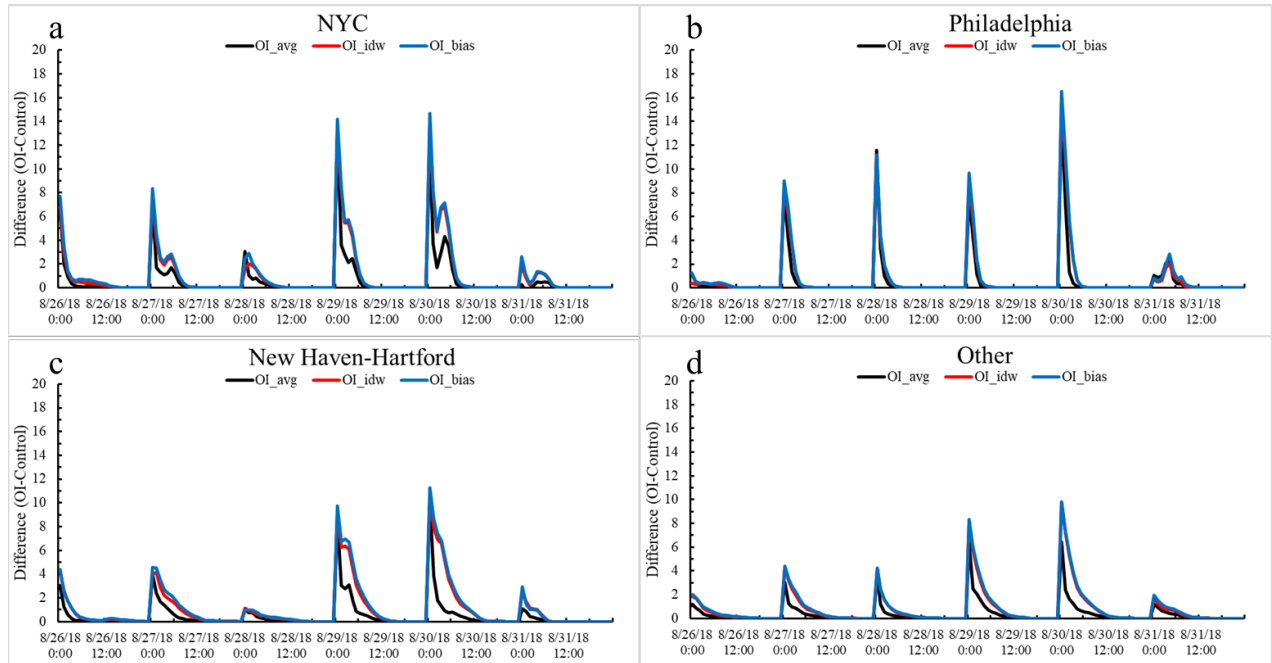 a
NYC
OI_avg OI_idw OI_bias
Difference (OI-Control)
20
18
16
14
12
10
8
6
4
2
0
8/26/18 8/26/18 8/27/18 8/27/18 8/28/18 8/28/18 8/29/18 8/29/18 8/30/18 8/30/18 8/31/18 8/31/18
0:00 12:00 0:00 12:00 0:00 12:00 0:00 12:00 0:00 12:00 0:00 12:00
b
Philadelphia
OI_avg OI_idw OI_bias
Difference (OI-Control)
20
18
16
14
12
10
8
6
4
2
0
8/26/18 8/26/18 8/27/18 8/27/18 8/28/18 8/28/18 8/29/18 8/29/18 8/30/18 8/30/18 8/31/18 8/31/18
0:00 12:00 0:00 12:00 0:00 12:00 0:00 12:00 0:00 12:00 0:00 12:00
c
New Haven-Hartford
OI_avg OI_idw OI_bias
Difference (OI-Control)
20
18
16
14
12
10
8
6
4
2
0
8/26/18 8/26/18 8/27/18 8/27/18 8/28/18 8/28/18 8/29/18 8/29/18 8/30/18 8/30/18 8/31/18 8/31/18
0:00 12:00 0:00 12:00 0:00 12:00 0:00 12:00 0:00 12:00 0:00 12:00
d
Other
OI_avg OI_idw OI_bias
Difference (OI-Control)
20
18
16
14
12
10
8
6
4
2
0
8/26/18 8/26/18 8/27/18 8/27/18 8/28/18 8/28/18 8/29/18 8/29/18 8/30/18 8/30/18 8/31/18 8/31/18
0:00 12:00 0:00 12:00 0:00 12:00 0:00 12:00 0:00 12:00 0:00 12:00